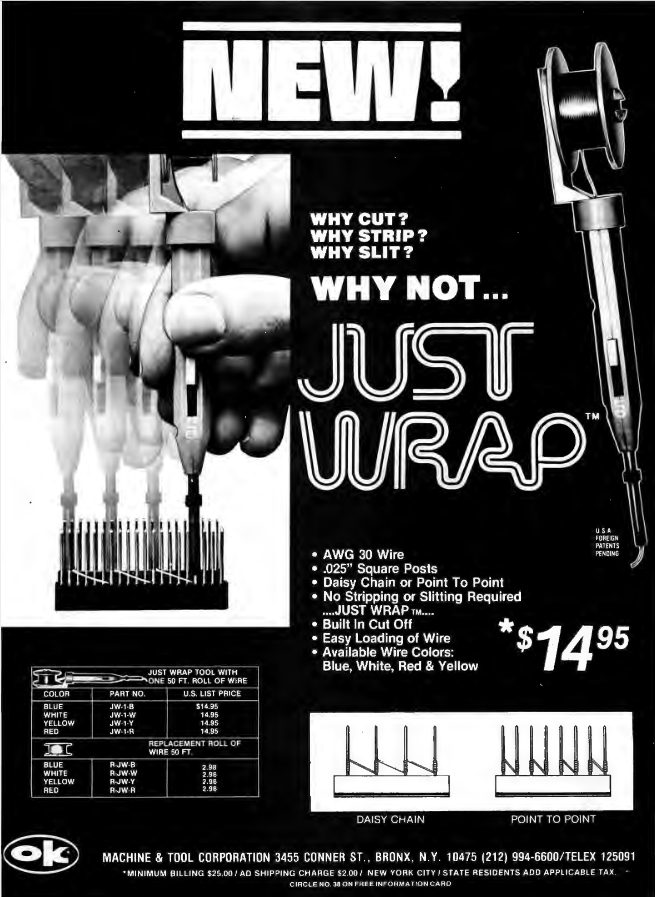 NEW!
WHY CUT?
WHY STRIP?
WHY SLIT?
WHY NOT...
JUST
WRAP™
U S A
FOREIGN
PATENTS
PENDING
• AWG 30 Wire
• .025" Square Posts
• Daisy Chain or Point To Point
• No Stripping or Slitting Required
....JUST WRAP ™....
• Built In Cut Off
• Easy Loading of Wire
• Available Wire Colors:
Blue, White, Red & Yellow
*$14 95
JUST WRAP TOOL WITH
ONE 50 FT. ROLL OF WIRE
COLOR PART NO. U.S. LIST PRICE
BLUE JW-1-B $14.95
WHITE JW-1-W 14.95
YELLOW JW-1-Y 14.95
RED JW-1-R 14.95
REPLACEMENT ROLL OF
WIRE 50 FT.
BLUE R-JW-B 2.98
WHITE R-JW-W 2.98
YELLOW R-JW-Y 2.98
RED R-JW-R 2.98
DAISY CHAIN POINT TO POINT
ok MACHINE & TOOL CORPORATION 3455 CONNER ST., BRONX, N.Y. 10475 (212) 994-6600/TELEX 125091
*MINIMUM BILLING $25.00 / AD SHIPPING CHARGE $2.00 / NEW YORK CITY / STATE RESIDENTS ADD APPLICABLE TAX.
CIRCLE NO. 38 ON FREE INFORMATION CARD